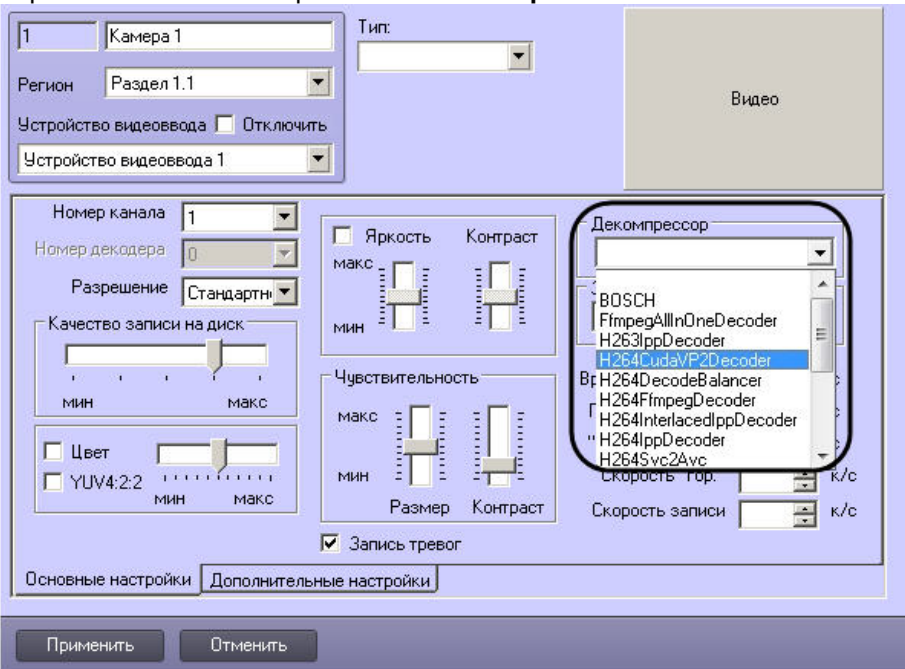 1
Камера 1
Тип:
Регион
Раздел 1.1
Устройство видеоввода
Отключить
Устройство видеоввода 1
Видео
Номер канала
1
Номер декодера
0
Разрешение
Стандартн
Качество записи на диск
мин
макс
Цвет
YUV4:2:2
мин
макс
Яркость
Контраст
макс
мин
Чувствительность
макс
мин
Размер
Контраст
Запись тревог
Декомпрессор
BOSCH
FfmpegAllInOneDecoder
H263IppDecoder
H264CudaVP2Decoder
H264DecodeBalancer
H264FfmpegDecoder
H264InterlacedIppDecoder
H264IppDecoder
H264Svc2Avc
к/с
Скорость записи
к/с
Основные настройки
Дополнительные настройки
Применить
Отменить